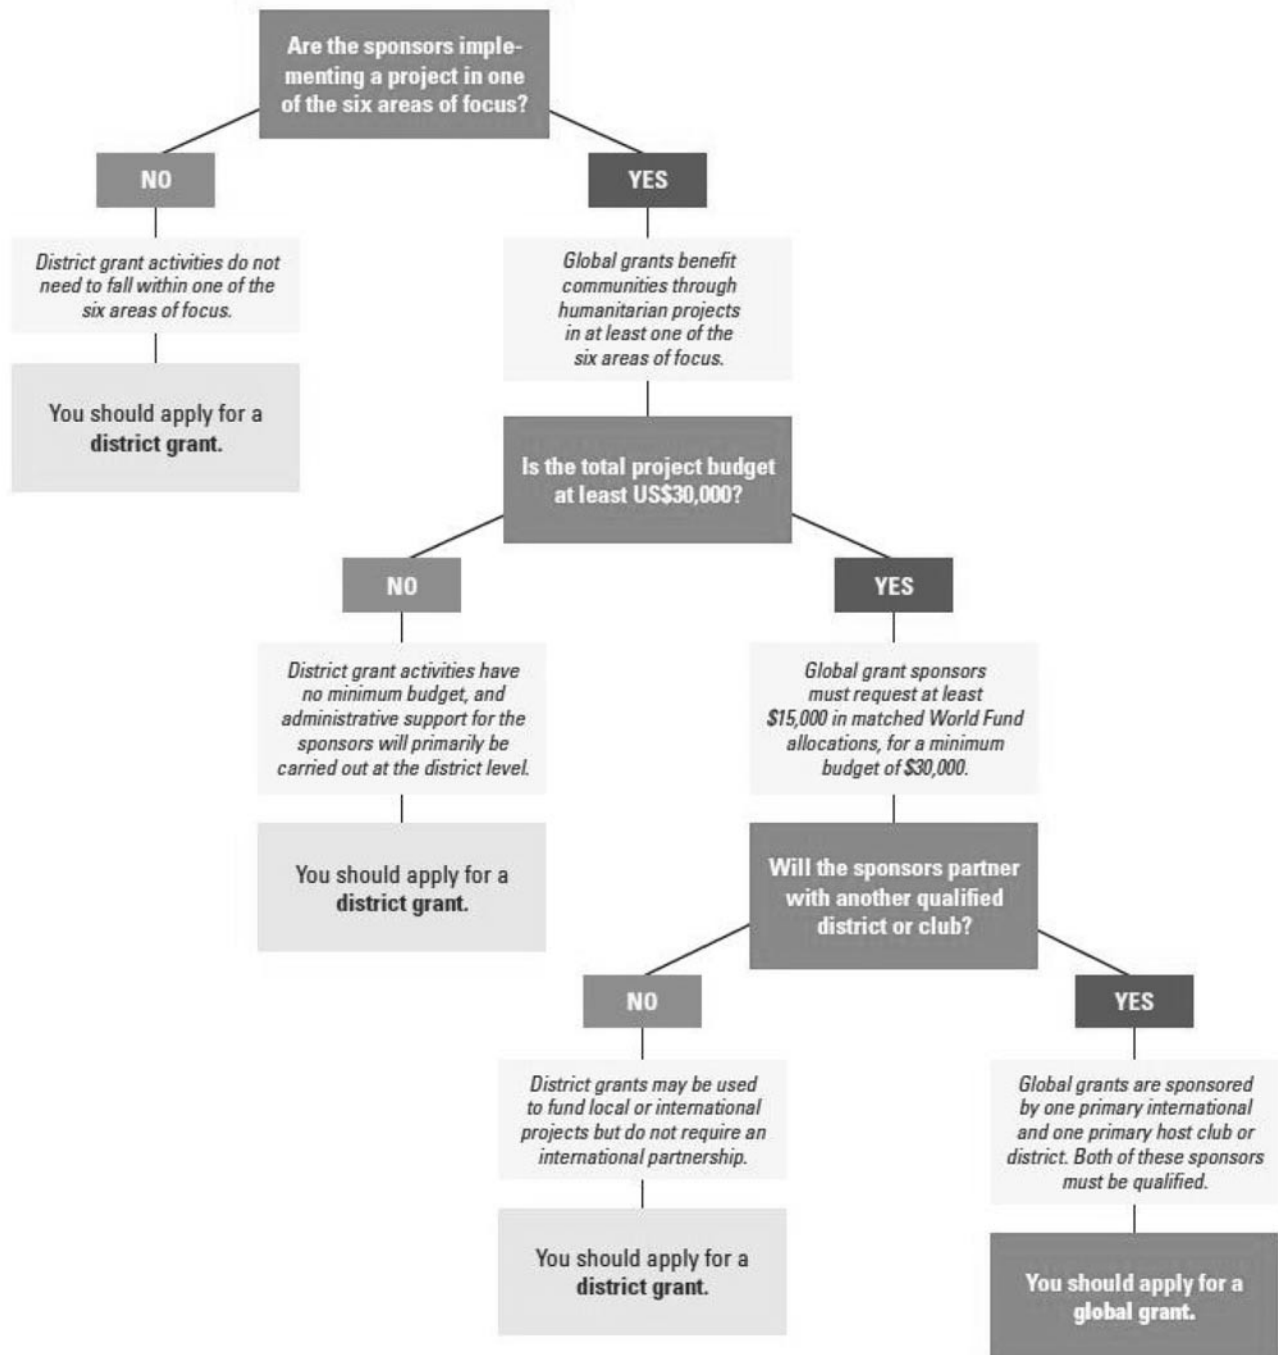 Are the sponsors imple-
menting a project in one
of the six areas of focus?
NO
YES
District grant activities do not
need to fall within one of the
six areas of focus.
Global grants benefit
communities through
humanitarian projects
in at least one of the
six areas of focus.
You should apply for a
district grant.
Is the total project budget
at least US$30,000?
NO
YES
District grant activities have
no minimum budget, and
administrative support for the
sponsors will primarily be
carried out at the district level.
Global grant sponsors
must request at least
$15,000 in matched World Fund
allocations, for a minimum
budget of $30,000.
You should apply for a
district grant.
Will the sponsors partner
with another qualified
district or club?
NO
YES
District grants may be used
to fund local or international
projects but do not require an
international partnership.
Global grants are sponsored
by one primary international
and one primary host club or
district. Both of these sponsors
must be qualified.
You should apply for a
district grant.
You should apply for a
global grant.